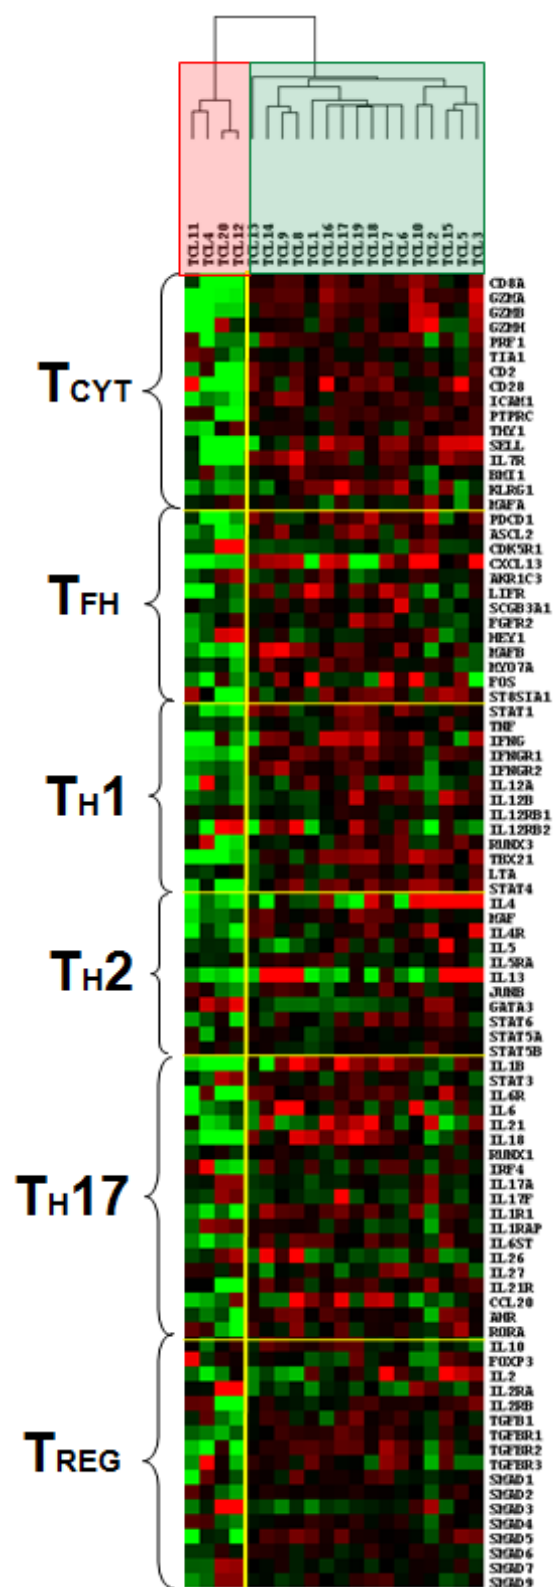 TCL11
TCL4
TCL20
TCL12
TCL13
TCL14
TCL9
TCL8
TCL1
TCL16
TCL17
TCL19
TCL18
TCL7
TCL6
TCL10
TCL2
TCL15
TCL5
TCL3
TCYT
CD8A
GZMA
GZMB
GZMH
PRF1
TIA1
CD2
CD28
ICAM1
PTPRC
THY1
SELL
IL7R
BMI1
KLRG1
MAFA
TFH
PDCD1
ASCL2
CDK5R1
CXCL13
AKR1C3
LIFR
SCGB3A1
FGFR2
HEY1
MAFB
MYO7A
FOS
ST8SIA1
TH1
STAT1
TNF
IFNG
IFNGR1
IFNGR2
IL12A
IL12B
IL12RB1
IL12RB2
RUNX3
TBX21
LTA
STAT4
TH2
IL4
MAF
IL4R
IL5
IL5RA
IL13
JUNB
GATA3
STAT6
STAT5A
STAT5B
TH17
IL1B
STAT3
IL6R
IL6
IL21
IL18
RUNX1
IRF4
IL17A
IL17F
IL1R1
IL1RAP
IL6ST
IL26
IL27
IL21R
CCL20
AHR
RORA
TREG
IL10
FOXP3
IL2
IL2RA
IL2RB
TGFB1
TGFBR1
TGFBR2
TGFBR3
SMAD1
SMAD2
SMAD3
SMAD4
SMAD5
SMAD6
SMAD7
SMAD9